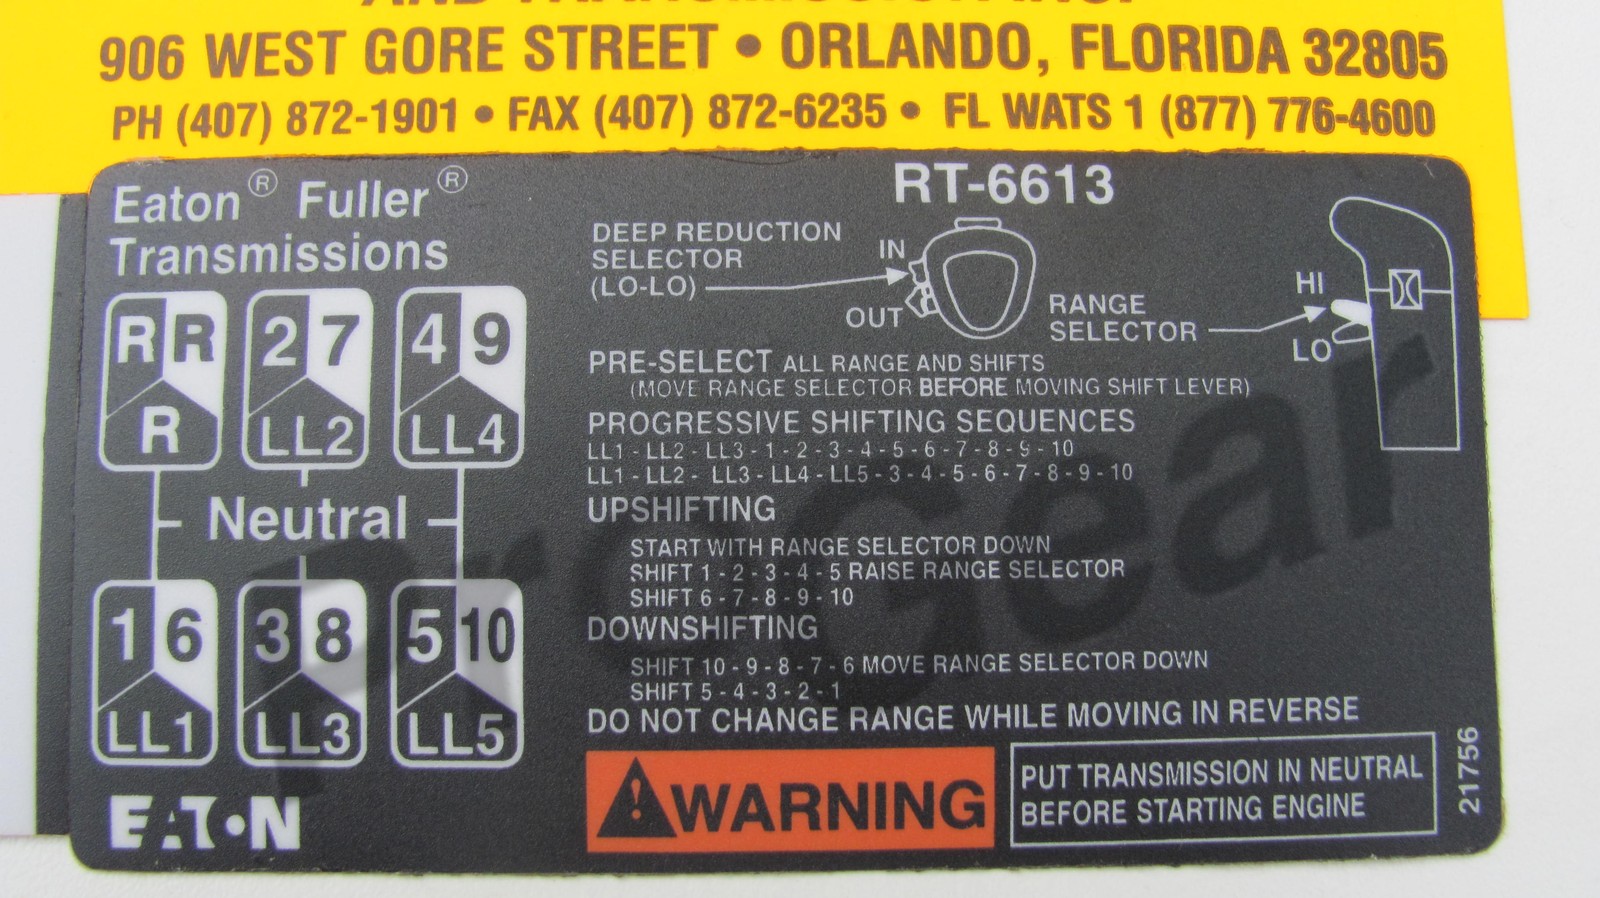 AND TRANSMISSION INC.
906 WEST GORE STREET • ORLANDO, FLORIDA 32805
PH (407) 872-1901 • FAX (407) 872-6235 • FL WATS 1 (877) 776-4600
Eaton® Fuller®
Transmissions
R R
R
2 7
LL2
4 9
LL4
Neutral
1 6
LL1
3 8
LL3
5 10
LL5
EATON
RT-6613
DEEP REDUCTION
SELECTOR
(LO-LO)
IN
OUT
RANGE
SELECTOR
HI
LO
PRE-SELECT ALL RANGE AND SHIFTS
(MOVE RANGE SELECTOR BEFORE MOVING SHIFT LEVER)
PROGRESSIVE SHIFTING SEQUENCES
LL1 - LL2 - LL3 - 1 - 2 - 3 - 4 - 5 - 6 - 7 - 8 - 9 - 10
LL1 - LL2 - LL3 - LL4 - LL5 - 3 - 4 - 5 - 6 - 7 - 8 - 9 - 10
UPSHIFTING
START WITH RANGE SELECTOR DOWN
SHIFT 1 - 2 - 3 - 4 - 5 RAISE RANGE SELECTOR
SHIFT 6 - 7 - 8 - 9 - 10
DOWNSHIFTING
SHIFT 10 - 9 - 8 - 7 - 6 MOVE RANGE SELECTOR DOWN
SHIFT 5 - 4 - 3 - 2 - 1
DO NOT CHANGE RANGE WHILE MOVING IN REVERSE
WARNING
PUT TRANSMISSION IN NEUTRAL
BEFORE STARTING ENGINE
21756
ProGear